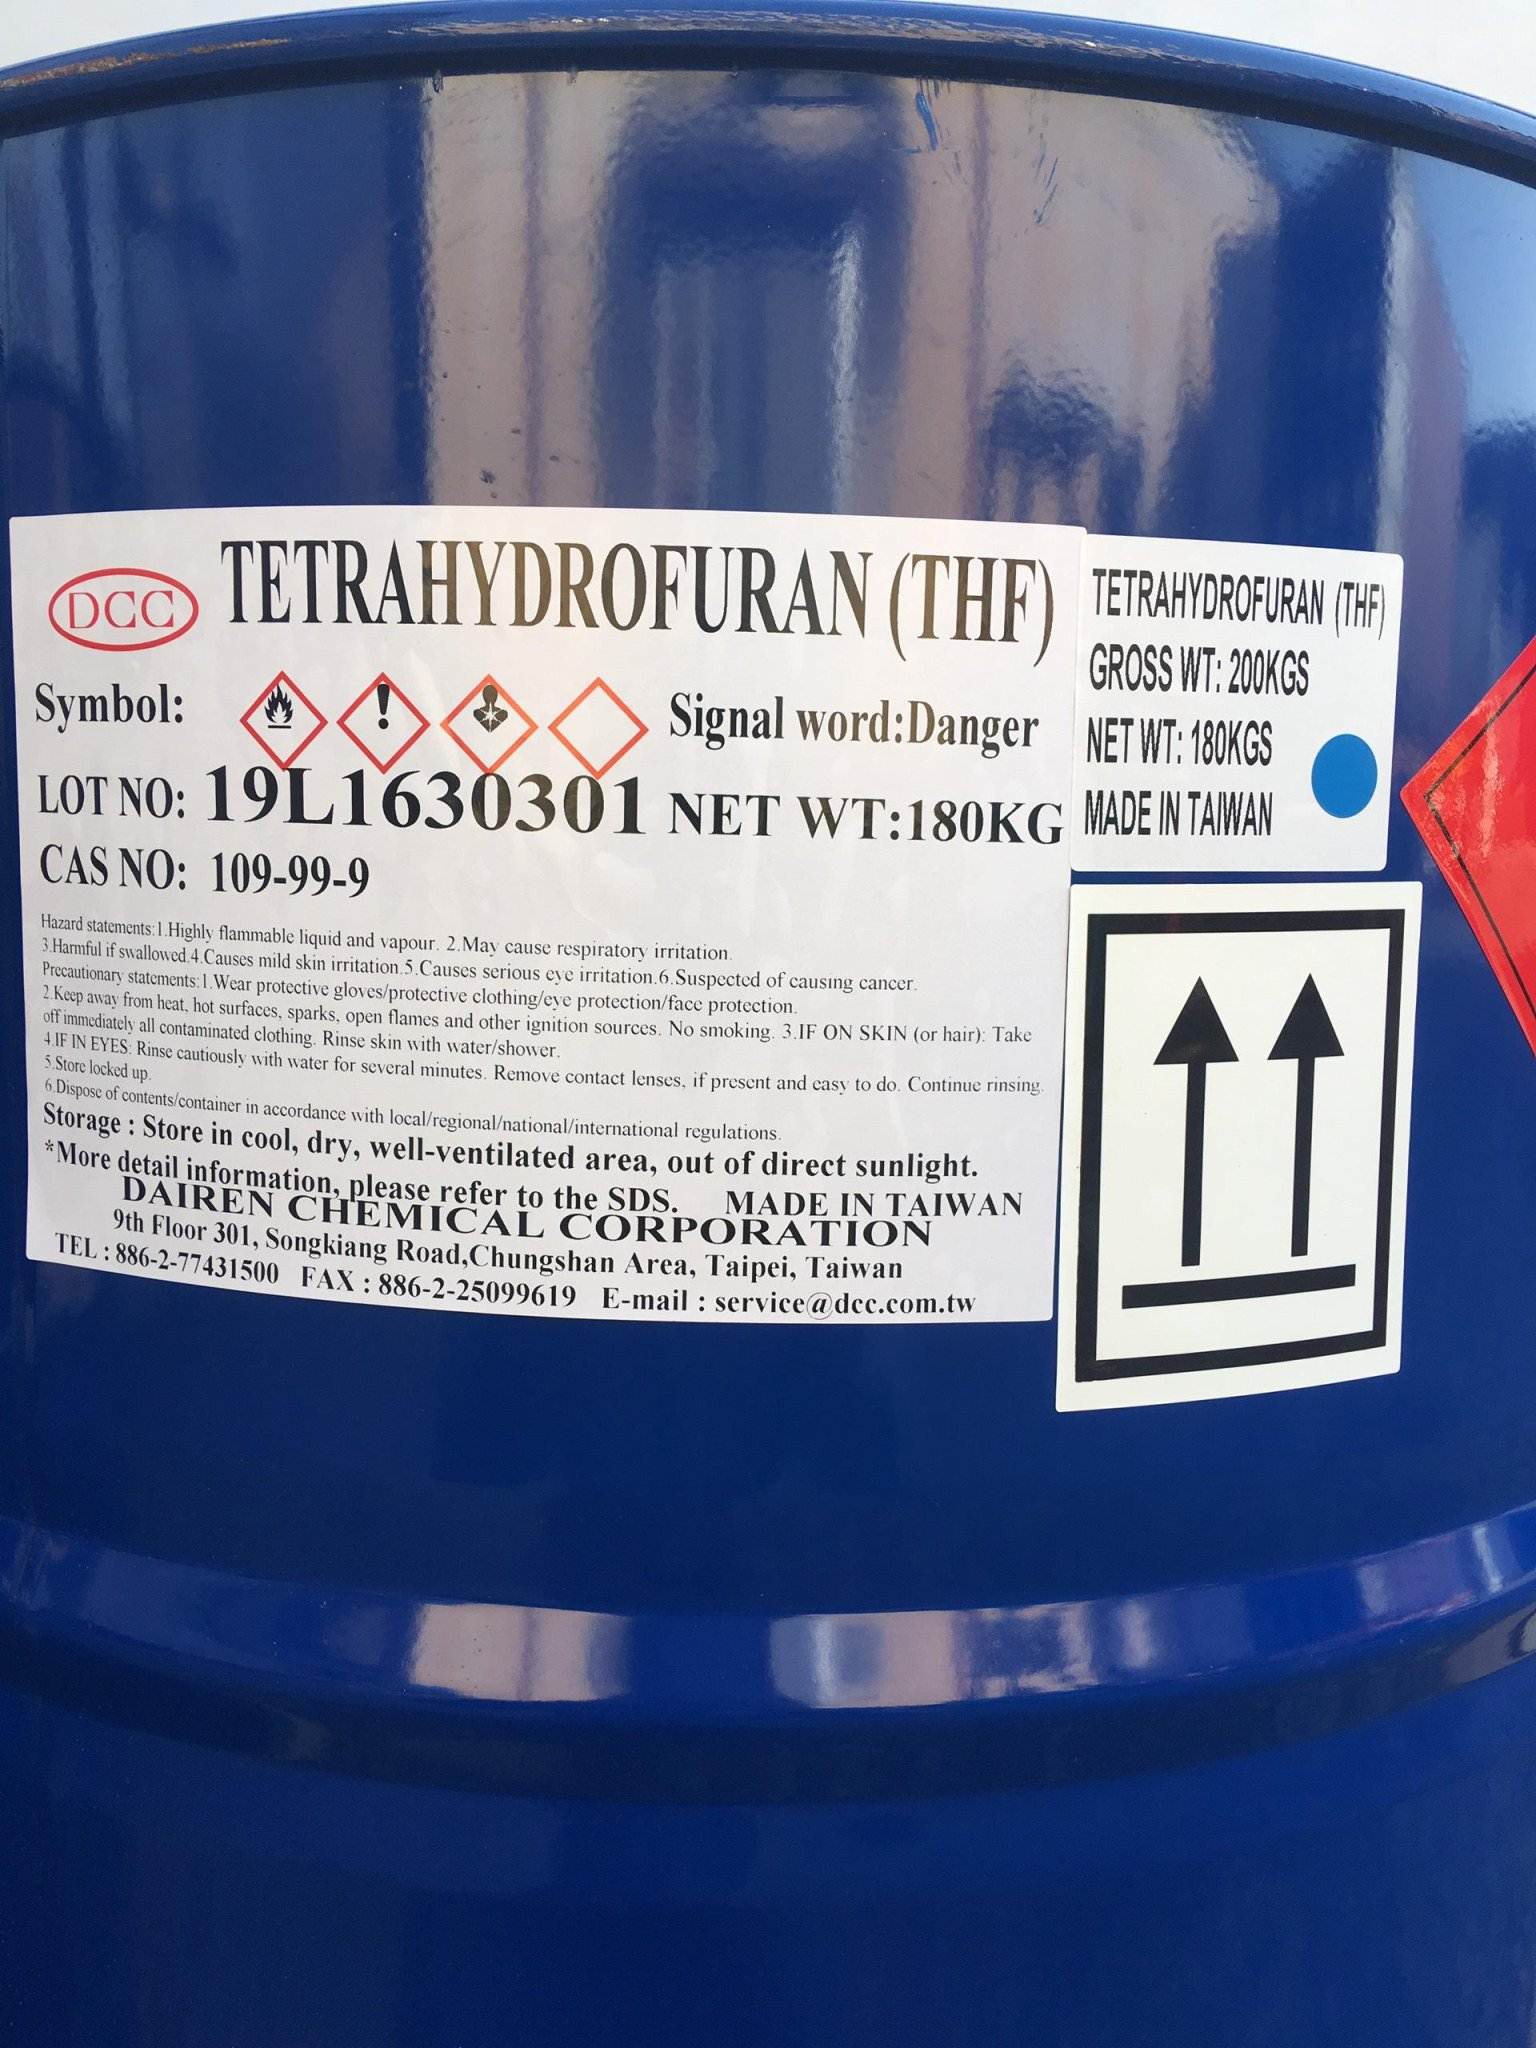 DCC
TETRAHYDROFURAN (THF)
Symbol:
Signal word:Danger
LOT NO: 19L1630301 NET WT:180KG
CAS NO: 109-99-9
Hazard statements:1.Highly flammable liquid and vapour. 2.May cause respiratory irritation.
3.Harmful if swallowed.4.Causes mild skin irritation.5.Causes serious eye irritation.6.Suspected of causing cancer.
Precautionary statements:1.Wear protective gloves/protective clothing/eye protection/face protection.
2.Keep away from heat, hot surfaces, sparks, open flames and other ignition sources. No smoking. 3.IF ON SKIN (or hair): Take
off immediately all contaminated clothing. Rinse skin with water/shower.
4.IF IN EYES: Rinse cautiously with water for several minutes. Remove contact lenses, if present and easy to do. Continue rinsing.
5.Store locked up.
6.Dispose of contents/container in accordance with local/regional/national/international regulations.
Storage : Store in cool, dry, well-ventilated area, out of direct sunlight.
*More detail information, please refer to the SDS. MADE IN TAIWAN
DAIREN CHEMICAL CORPORATION
9th Floor 301, Songkiang Road,Chungshan Area, Taipei, Taiwan
TEL : 886-2-77431500 FAX : 886-2-25099619 E-mail : service@dcc.com.tw
TETRAHYDROFURAN (THF)
GROSS WT: 200KGS
NET WT: 180KGS
MADE IN TAIWAN